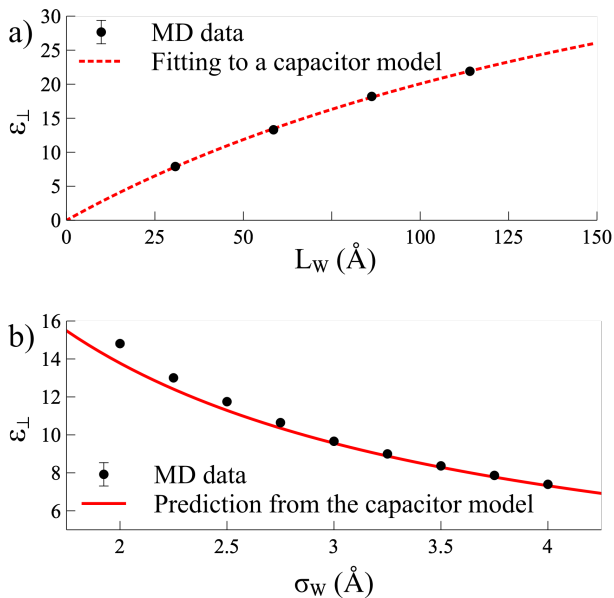 a)
30
25
20
15
10
5
0
ε⊥
MD data
Fitting to a capacitor model
0 25 50 75 100 125 150
L_W (Å)
b)
16
14
12
10
8
6
ε⊥
MD data
Prediction from the capacitor model
2 2.5 3 3.5 4
σ_W (Å)